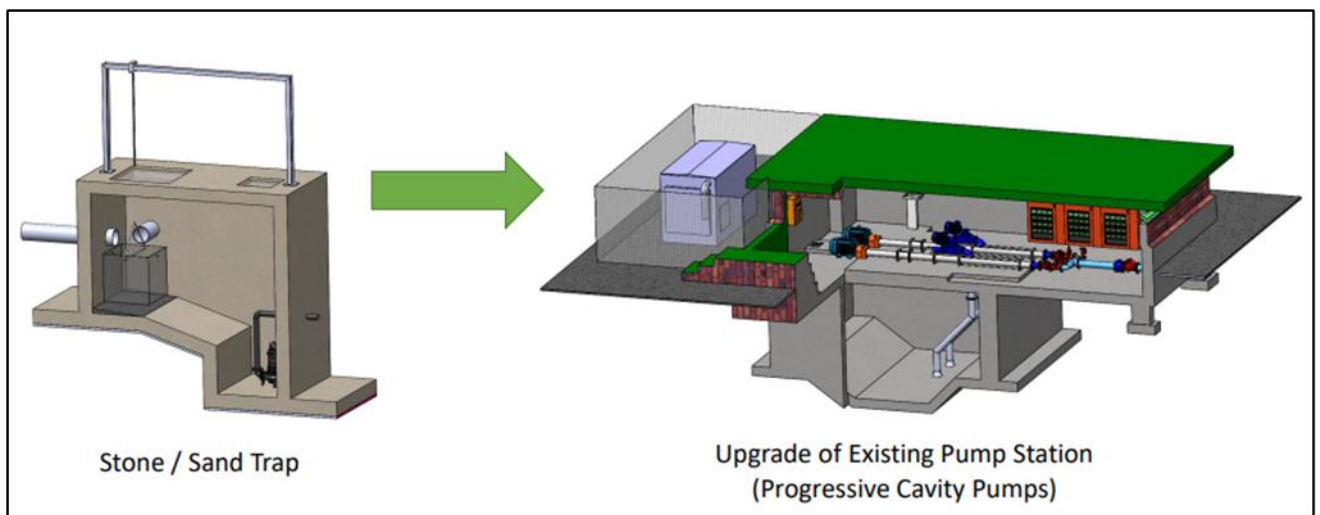 Stone / Sand Trap
Upgrade of Existing Pump Station
(Progressive Cavity Pumps)